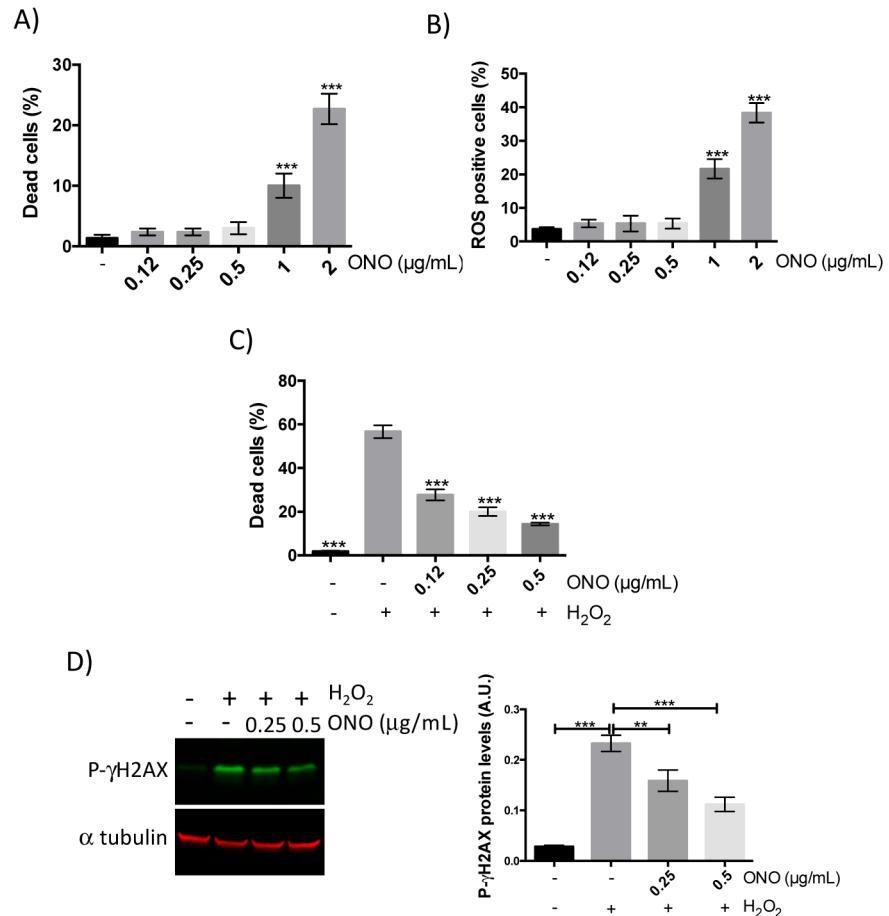 A)
Dead cells (%)
30
20
10
0
***
***
- 0.12 0.25 0.5 1 2 ONO (µg/mL)
B)
ROS positive cells (%)
50
40
30
20
10
0
***
***
- 0.12 0.25 0.5 1 2 ONO (µg/mL)
C)
Dead cells (%)
80
60
40
20
0
*** *** *** ***
- - 0.12 0.25 0.5 ONO (µg/mL)
- + + + + H2O2
D)
- + + + H2O2
- - 0.25 0.5 ONO (µg/mL)
P-γH2AX
α tubulin
P-γH2AX protein levels (A.U.)
0.3
0.2
0.1
0.0
***
*** **
- - 0.25 0.5 ONO (µg/mL)
- + + + H2O2